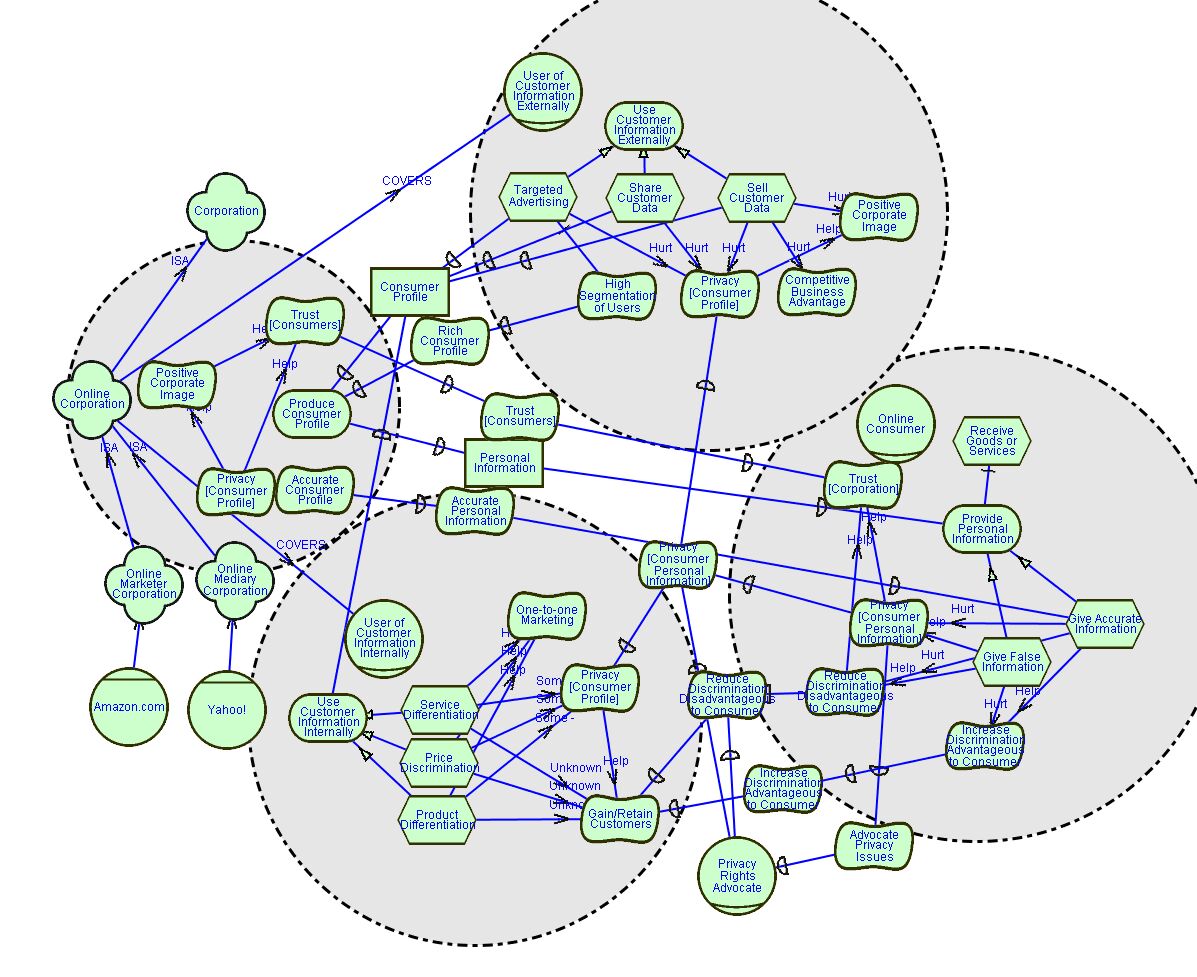 User of
Customer
Information
Externally
Use
Customer
Information
Externally
COVERS
Corporation
Targeted
Advertising
Share
Customer
Data
Sell
Customer
Data
Hurt
Positive
Corporate
Image
Help
Hurt
Hurt
Hurt
Hurt
ISA
Consumer
Profile
High
Segmentation
of Users
Privacy
[Consumer
Profile]
Competitive
Business
Advantage
Trust
[Consumers]
Rich
Consumer
Profile
Help
Positive
Corporate
Image
Online
Corporation
Produce
Consumer
Profile
Trust
[Consumers]
Online
Consumer
Receive
Goods or
Services
ISA
ISA
Personal
Information
Privacy
[Consumer
Profile]
Accurate
Consumer
Profile
Trust
[Corporation]
Accurate
Personal
Information
Help
Help
Provide
Personal
Information
COVERS
Privacy
[Consumer
Personal
Information]
Online
Marketer
Corporation
Online
Mediary
Corporation
One-to-one
Marketing
Hurt
Privacy
[Consumer
Personal
Information]
Give Accurate
Information
User of
Customer
Information
Internally
Help
Help
Hurt
Give False
Information
Help
Privacy
[Consumer
Profile]
Reduce
Discrimination
Disadvantageous
to Consumer
Reduce
Discrimination
Disadvantageous
to Consumer
Help
Hurt
Amazon.com
Yahoo!
Use
Customer
Information
Internally
Service
Differentiation
Some -
Increase
Discrimination
Advantageous
to Consumer
Price
Discrimination
Help
Unknown
Unknown
Increase
Discrimination
Advantageous
to Consumer
Product
Differentiation
Gain/Retain
Customers
Advocate
Privacy
Issues
Privacy
Rights
Advocate